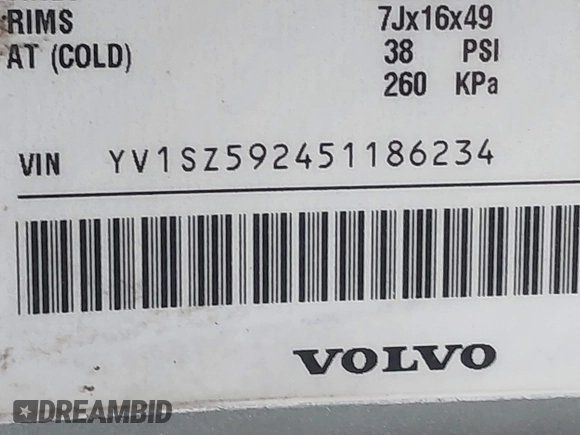 RIMS 7Jx16x49
AT (COLD) 38 PSI
260 KPa
VIN YV1SZ592451186234
VOLVO
DREAMBID